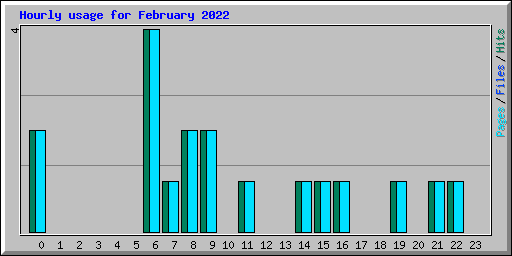 Hourly usage for February 2022
4
Pages/Files/Hits
0 1 2 3 4 5 6 7 8 9 10 11 12 13 14 15 16 17 18 19 20 21 22 23